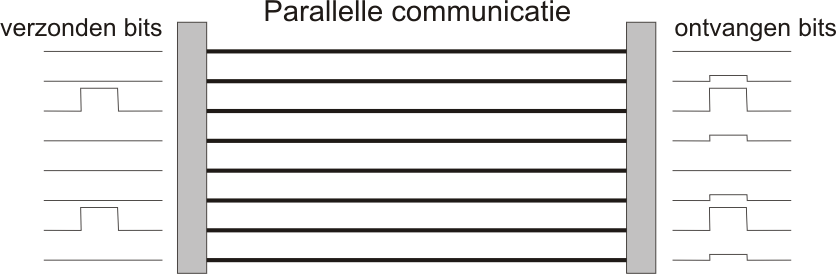 Parallelle communicatie
verzonden bits
ontvangen bits